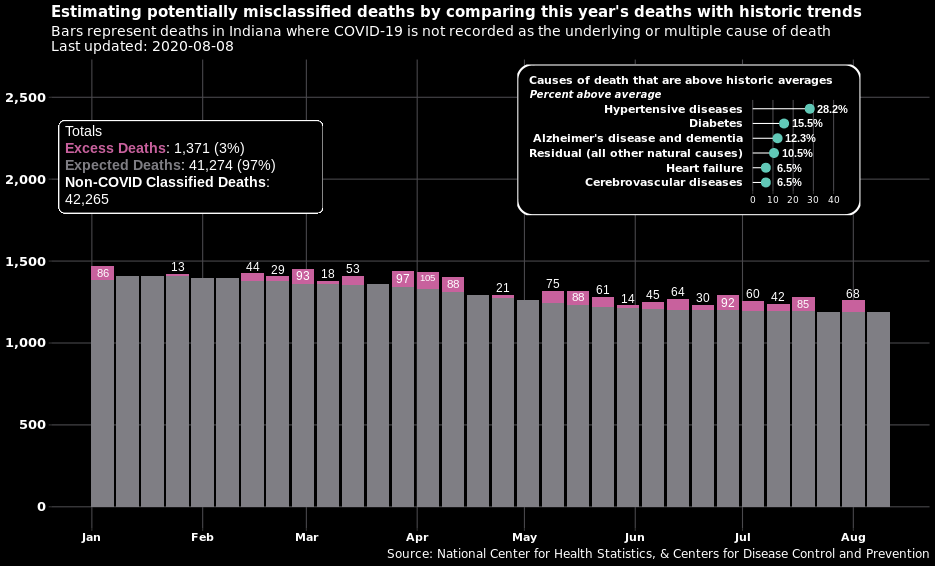 Estimating potentially misclassified deaths by comparing this year's deaths with historic trends
Bars represent deaths in Indiana where COVID-19 is not recorded as the underlying or multiple cause of death
Last updated: 2020-08-08
Totals
Excess Deaths: 1,371 (3%)
Expected Deaths: 41,274 (97%)
Non-COVID Classified Deaths:
42,265
Causes of death that are above historic averages
Percent above average
Hypertensive diseases 28.2%
Diabetes 15.5%
Alzheimer's disease and dementia 12.3%
Residual (all other natural causes) 10.5%
Heart failure 6.5%
Cerebrovascular diseases 6.5%
0 10 20 30 40
2,500
2,000
1,500
1,000
500
0
86 13 44 29 93 18 53 97 105 88 21 75 88 61 14 45 64 30 92 60 42 85 68
Jan Feb Mar Apr May Jun Jul Aug
Source: National Center for Health Statistics, & Centers for Disease Control and Prevention